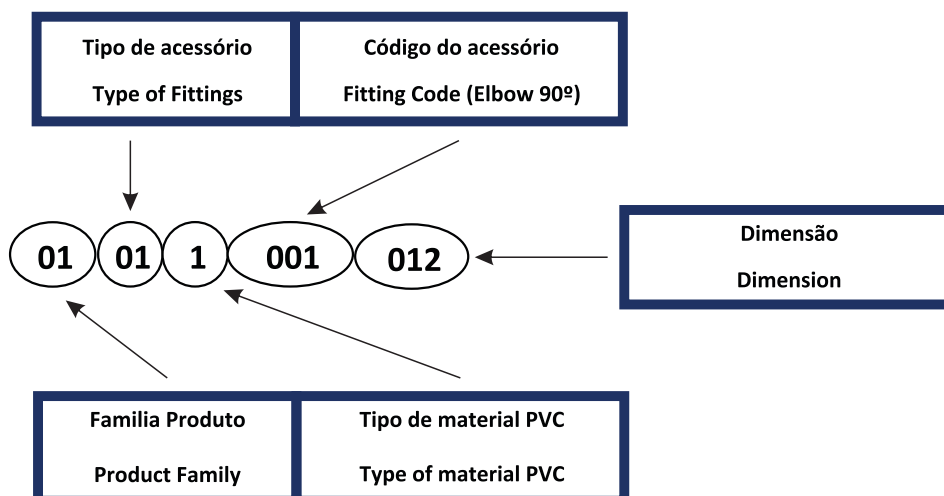 Tipo de acessório
Type of Fittings
Código do acessório
Fitting Code (Elbow 90º)
01 01 1 001 012
Dimensão
Dimension
Familia Produto
Product Family
Tipo de material PVC
Type of material PVC